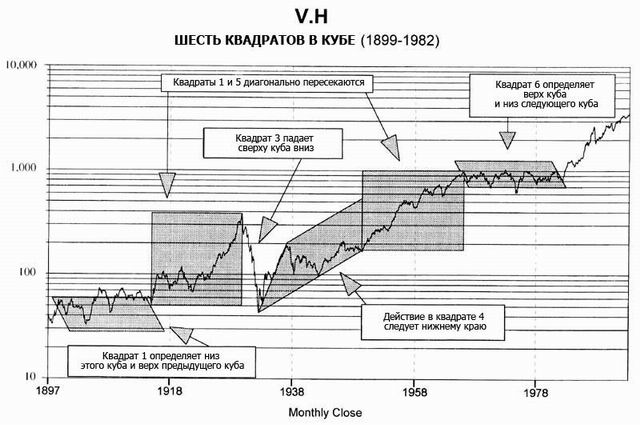 V.H
ШЕСТЬ КВАДРАТОВ В КУБЕ (1899-1982)
10,000
Квадраты 1 и 5 диагонально пересекаются
Квадрат 6 определяет
верх куба
и низ следующего куба
Квадрат 3 падает
сверху куба вниз
1,000
100
Действие в квадрате 4
следует нижнему краю
Квадрат 1 определяет низ
этого куба и верх предыдущего куба
10
1897 1918 1938 1958 1978
Monthly Close